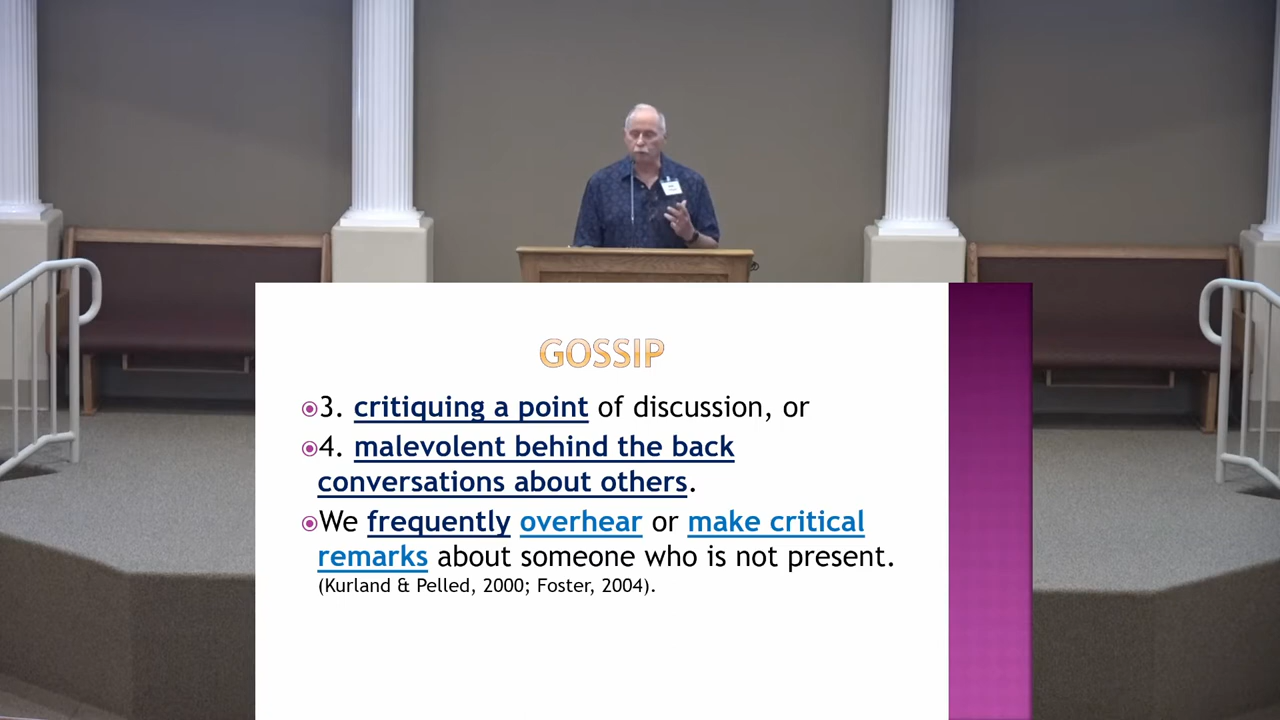 GOSSIP
3. critiquing a point of discussion, or
4. malevolent behind the back
conversations about others.
We frequently overhear or make critical
remarks about someone who is not present.
(Kurland & Pelled, 2000; Foster, 2004).